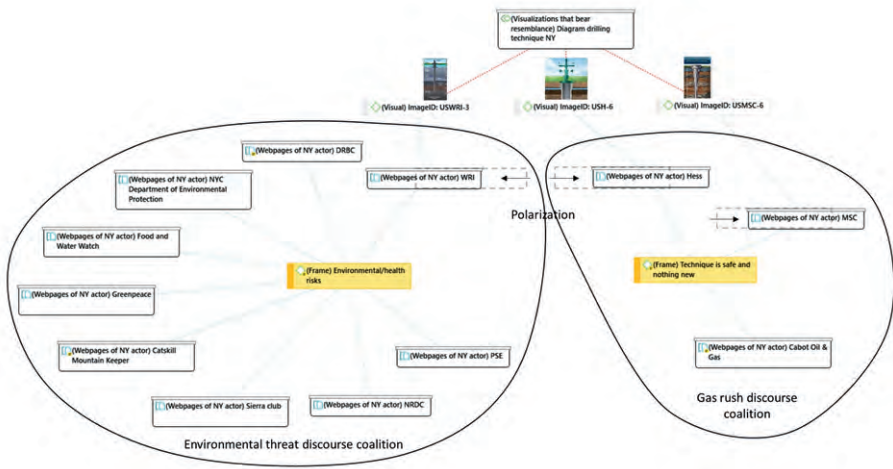 (Visualizations that bear
resemblance) Diagram drilling
technique NY
(Visual) ImageID: USWRI-3
(Visual) ImageID: USH-6
(Visual) ImageID: USMSC-6
(Webpages of NY actor) DRBC
(Webpages of NY actor) NYC
Department of Environmental
Protection
(Webpages of NY actor) WRI
(Webpages of NY actor) Hess
Polarization
(Webpages of NY actor) MSC
(Webpages of NY actor) Food and
Water Watch
(Frame) Environmental/health
risks
(Frame) Technique is safe and
nothing new
(Webpages of NY actor) Greenpeace
(Webpages of NY actor) Catskill
Mountain Keeper
(Webpages of NY actor) PSE
(Webpages of NY actor) Cabot Oil &
Gas
(Webpages of NY actor) Sierra club
(Webpages of NY actor) NRDC
Gas rush discourse
coalition
Environmental threat discourse coalition